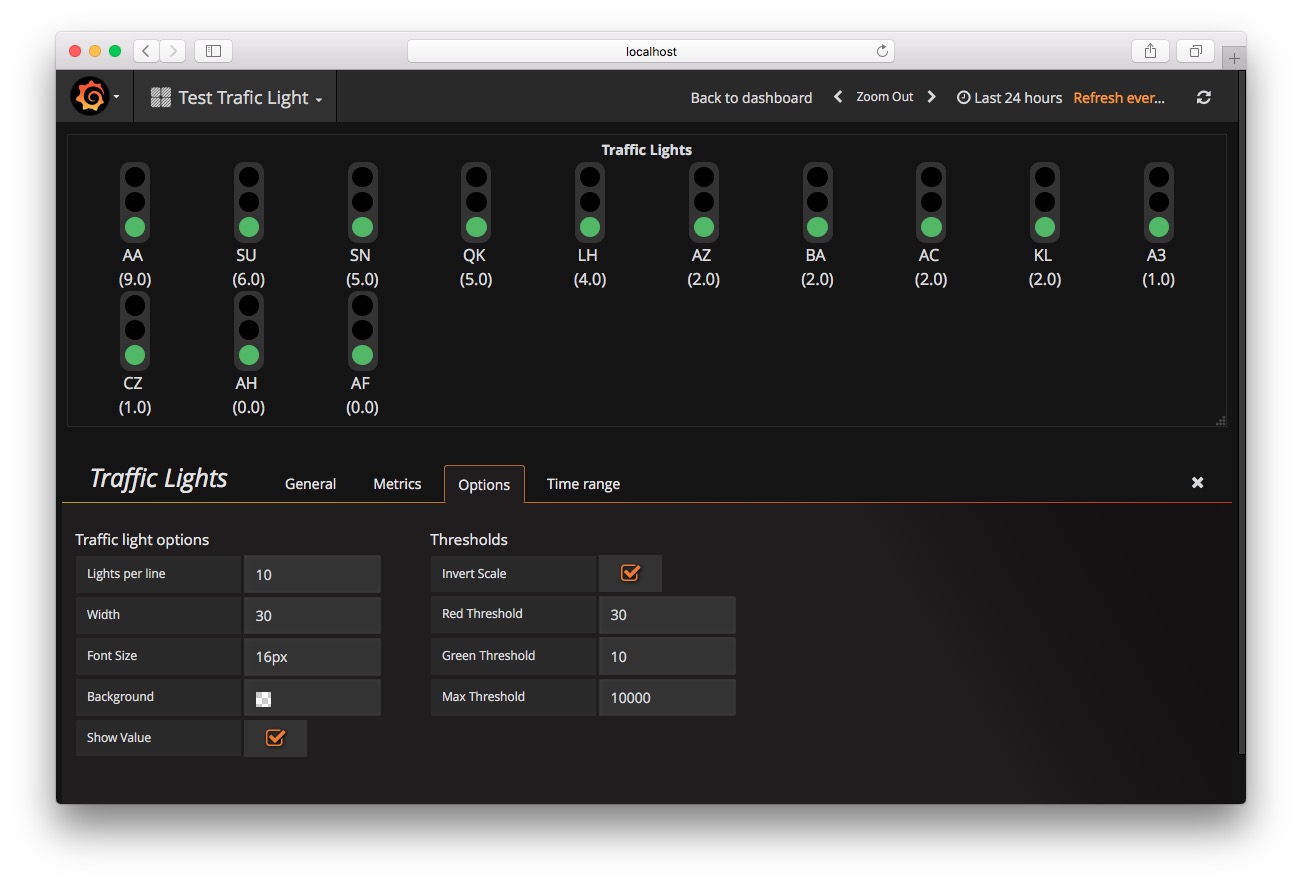 localhost
Test Trafic Light
Back to dashboard Zoom Out Last 24 hours Refresh ever...
Traffic Lights
AA SU SN QK LH AZ BA AC KL A3
(9.0) (6.0) (5.0) (5.0) (4.0) (2.0) (2.0) (2.0) (2.0) (1.0)
CZ AH AF
(1.0) (0.0) (0.0)
Traffic Lights General Metrics Options Time range
Traffic light options
Lights per line 10
Width 30
Font Size 16px
Background
Show Value
Thresholds
Invert Scale
Red Threshold 30
Green Threshold 10
Max Threshold 10000